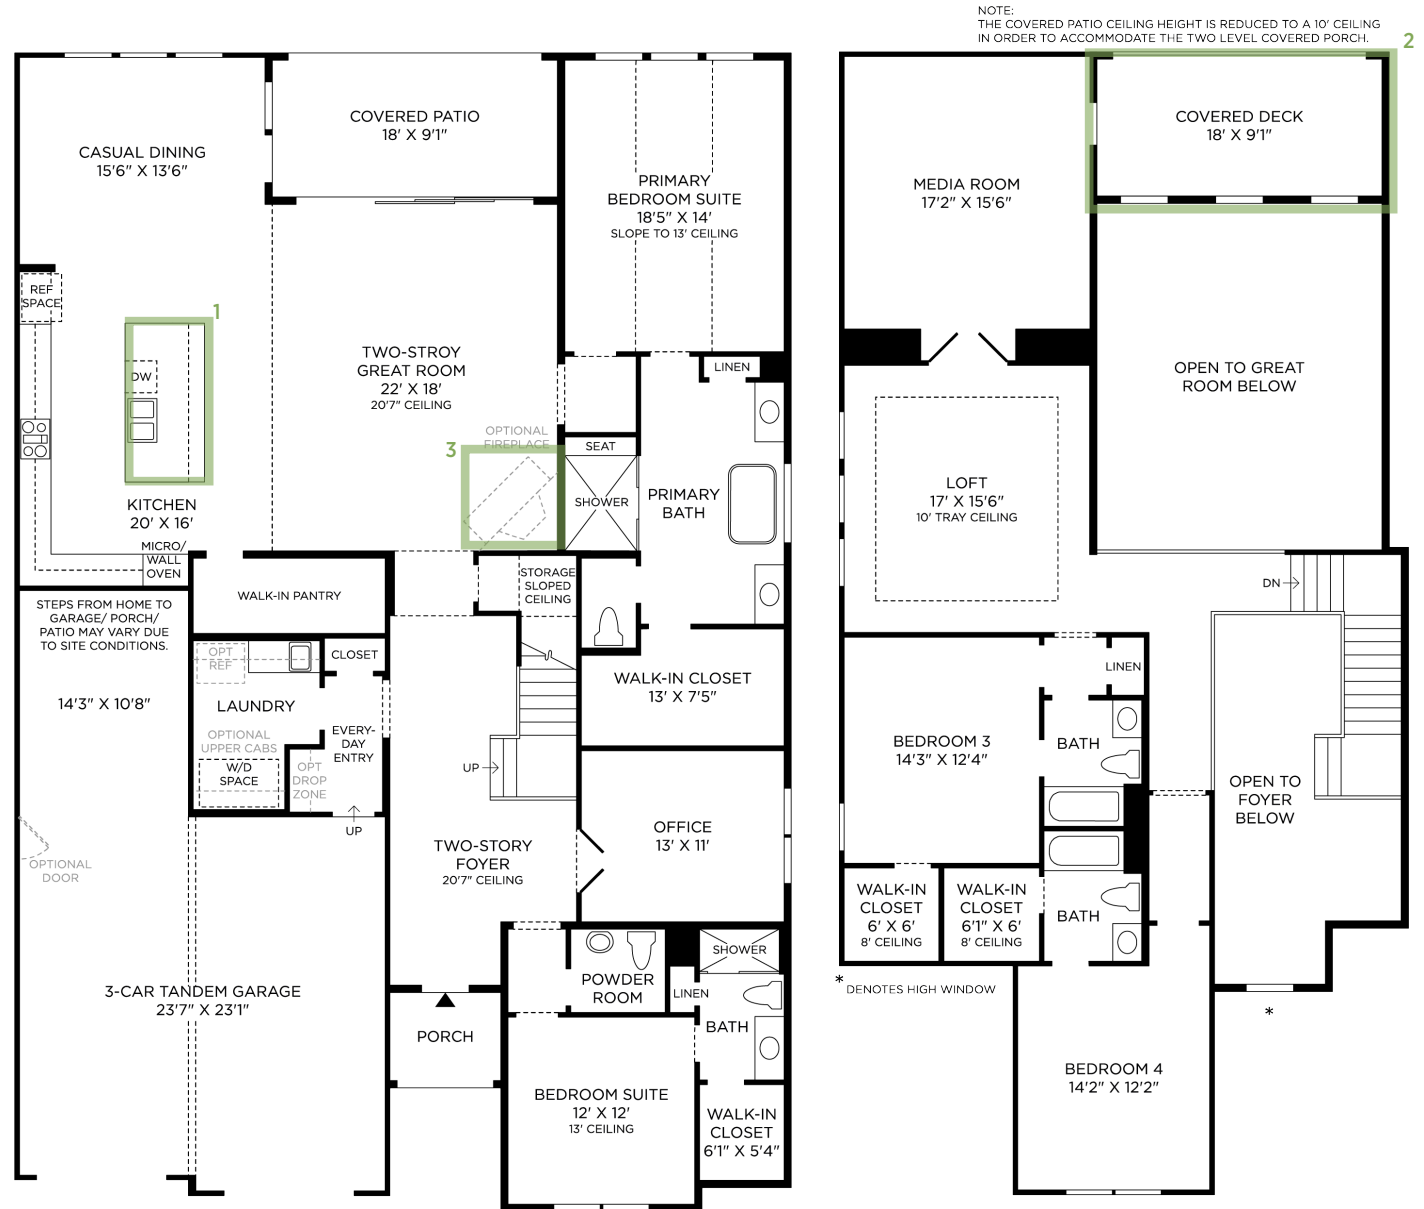 NOTE:
THE COVERED PATIO CEILING HEIGHT IS REDUCED TO A 10' CEILING
IN ORDER TO ACCOMMODATE THE TWO LEVEL COVERED PORCH.
2
COVERED PATIO
18' X 9'1"
CASUAL DINING
15'6" X 13'6"
PRIMARY
BEDROOM SUITE
18'5" X 14'
SLOPE TO 13' CEILING
REF
SPACE
1
DW
TWO-STROY
GREAT ROOM
22' X 18'
20'7" CEILING
LINEN
OPTIONAL
FIREPLACE
3
SEAT
SHOWER
PRIMARY
BATH
KITCHEN
20' X 16'
MICRO/
WALL
OVEN
STORAGE
SLOPED
CEILING
WALK-IN PANTRY
STEPS FROM HOME TO
GARAGE/ PORCH/
PATIO MAY VARY DUE
TO SITE CONDITIONS.
OPT
REF
CLOSET
14'3" X 10'8"
LAUNDRY
WALK-IN CLOSET
13' X 7'5"
OPTIONAL
UPPER CABS
EVERY-
DAY
ENTRY
W/D
SPACE
OPT
DROP
ZONE
UP
UP
OPTIONAL
DOOR
TWO-STORY
FOYER
20'7" CEILING
OFFICE
13' X 11'
SHOWER
POWDER
ROOM
LINEN
BATH
3-CAR TANDEM GARAGE
23'7" X 23'1"
PORCH
BEDROOM SUITE
12' X 12'
13' CEILING
WALK-IN
CLOSET
6'1" X 5'4"
COVERED DECK
18' X 9'1"
MEDIA ROOM
17'2" X 15'6"
OPEN TO GREAT
ROOM BELOW
LOFT
17' X 15'6"
10' TRAY CEILING
DN
LINEN
BEDROOM 3
14'3" X 12'4"
BATH
OPEN TO
FOYER
BELOW
WALK-IN
CLOSET
6' X 6'
8' CEILING
WALK-IN
CLOSET
6'1" X 6'
8' CEILING
BATH
* DENOTES HIGH WINDOW
*
BEDROOM 4
14'2" X 12'2"